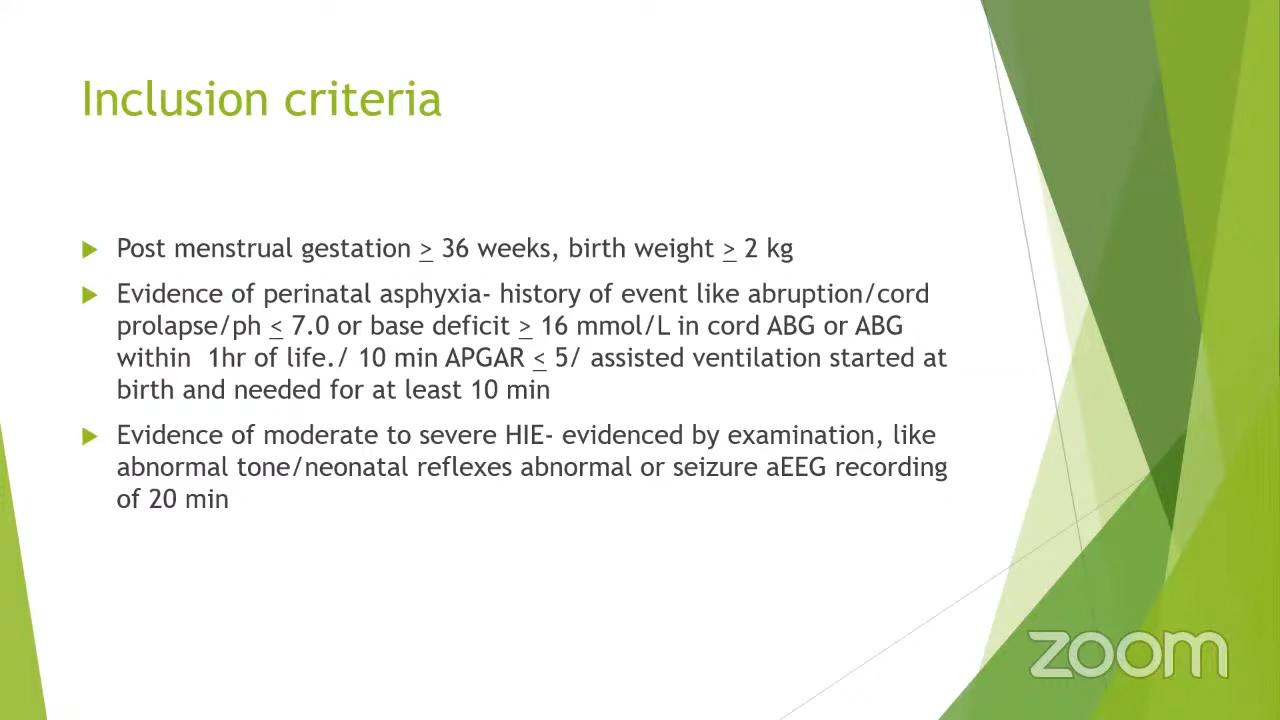 Inclusion criteria
Post menstrual gestation ≥ 36 weeks, birth weight ≥ 2 kg
Evidence of perinatal asphyxia- history of event like abruption/cord
prolapse/ph ≤ 7.0 or base deficit ≥ 16 mmol/L in cord ABG or ABG
within  1hr of life./ 10 min APGAR ≤ 5/ assisted ventilation started at
birth and needed for at least 10 min
Evidence of moderate to severe HIE- evidenced by examination, like
abnormal tone/neonatal reflexes abnormal or seizure aEEG recording
of 20 min
zoom